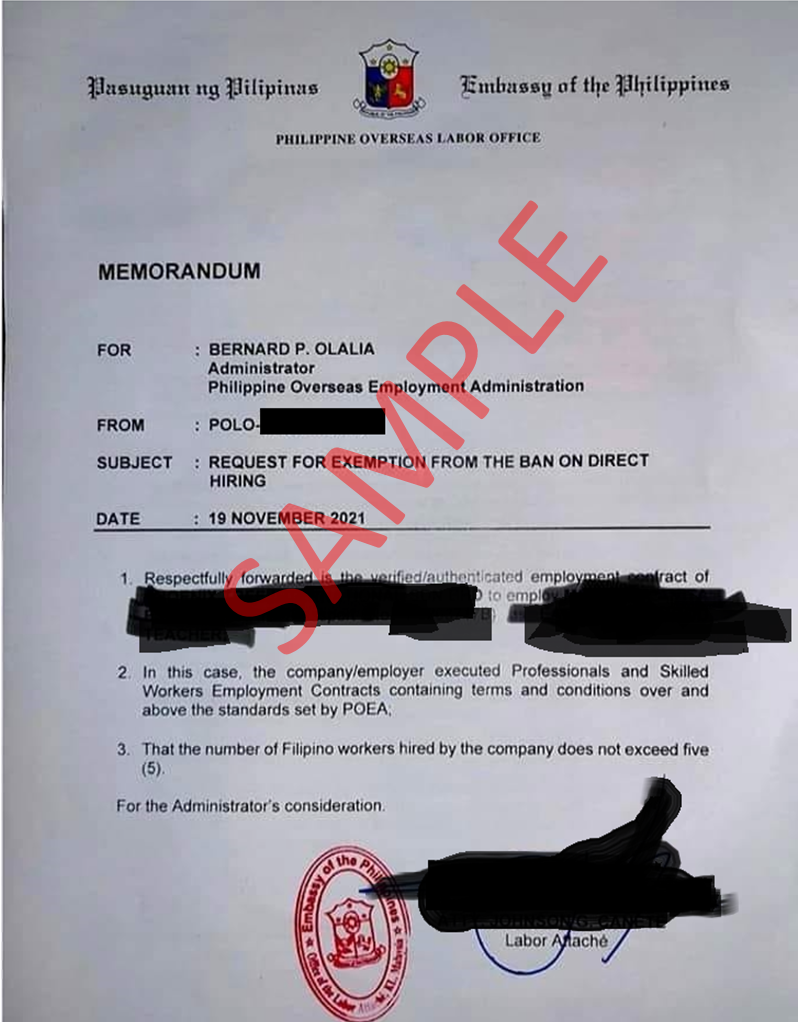 Pasuguan ng Pilipinas
Embassy of the Philippines
PHILIPPINE OVERSEAS LABOR OFFICE
MEMORANDUM
FOR : BERNARD P. OLALIA
Administrator
Philippine Overseas Employment Administration
FROM : POLO-
SUBJECT : REQUEST FOR EXEMPTION FROM THE BAN ON DIRECT
HIRING
DATE : 19 NOVEMBER 2021
SAMPLE
1. Respectfully forwarded is the verified/authenticated employment contract of
to employ
TEACHER
2. In this case, the company/employer executed Professionals and Skilled
Workers Employment Contracts containing terms and conditions over and
above the standards set by POEA;
3. That the number of Filipino workers hired by the company does not exceed five
(5).
For the Administrator's consideration.
Labor Attaché
Embassy of the Philippines
Office of the Labor Attaché, KL, Malaysia